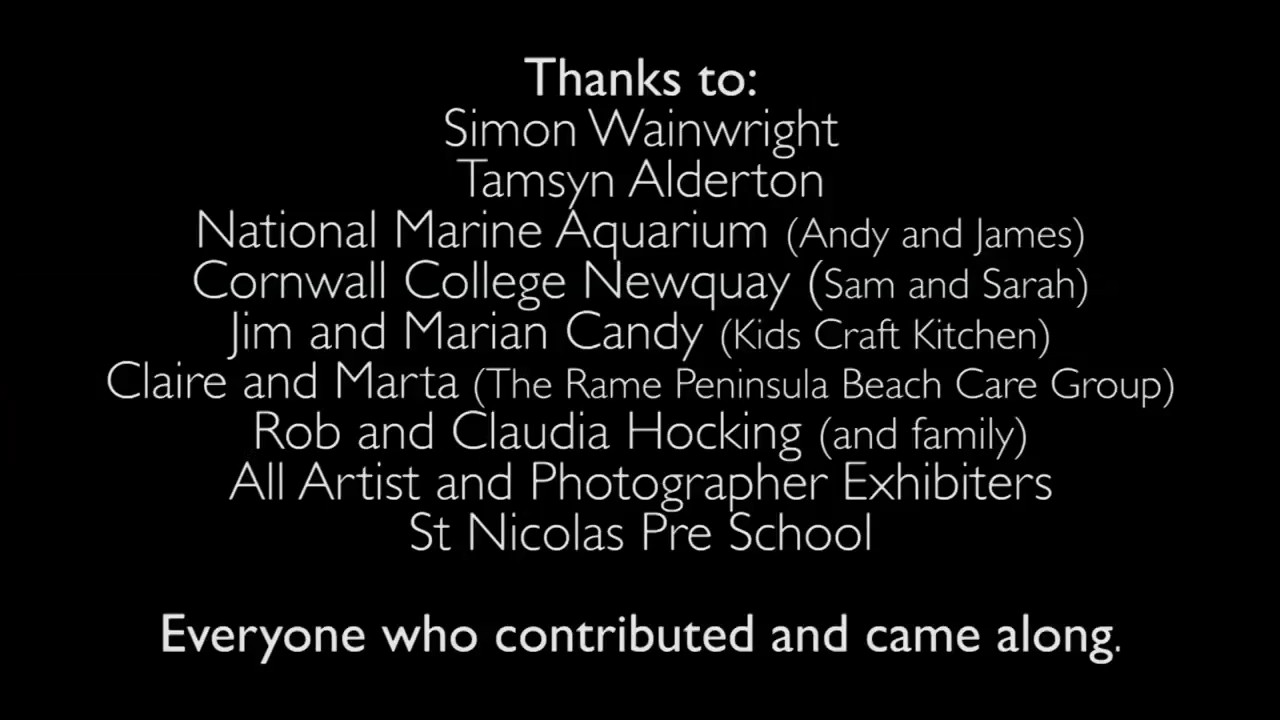 Thanks to:
Simon Wainwright
Tamsyn Alderton
National Marine Aquarium (Andy and James)
Cornwall College Newquay (Sam and Sarah)
Jim and Marian Candy (Kids Craft Kitchen)
Claire and Marta (The Rame Peninsula Beach Care Group)
Rob and Claudia Hocking (and family)
All Artist and Photographer Exhibiters
St Nicolas Pre School
Everyone who contributed and came along.